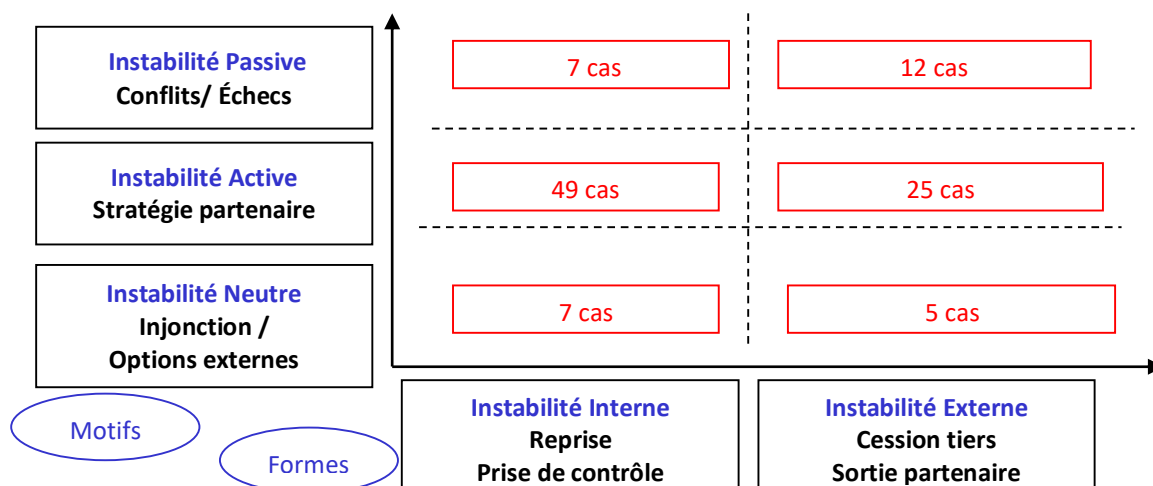 Instabilité Passive
Conflits/ Échecs
7 cas
12 cas
Instabilité Active
Stratégie partenaire
49 cas
25 cas
Instabilité Neutre
Injonction /
Options externes
7 cas
5 cas
Motifs
Formes
Instabilité Interne
Reprise
Prise de contrôle
Instabilité Externe
Cession tiers
Sortie partenaire